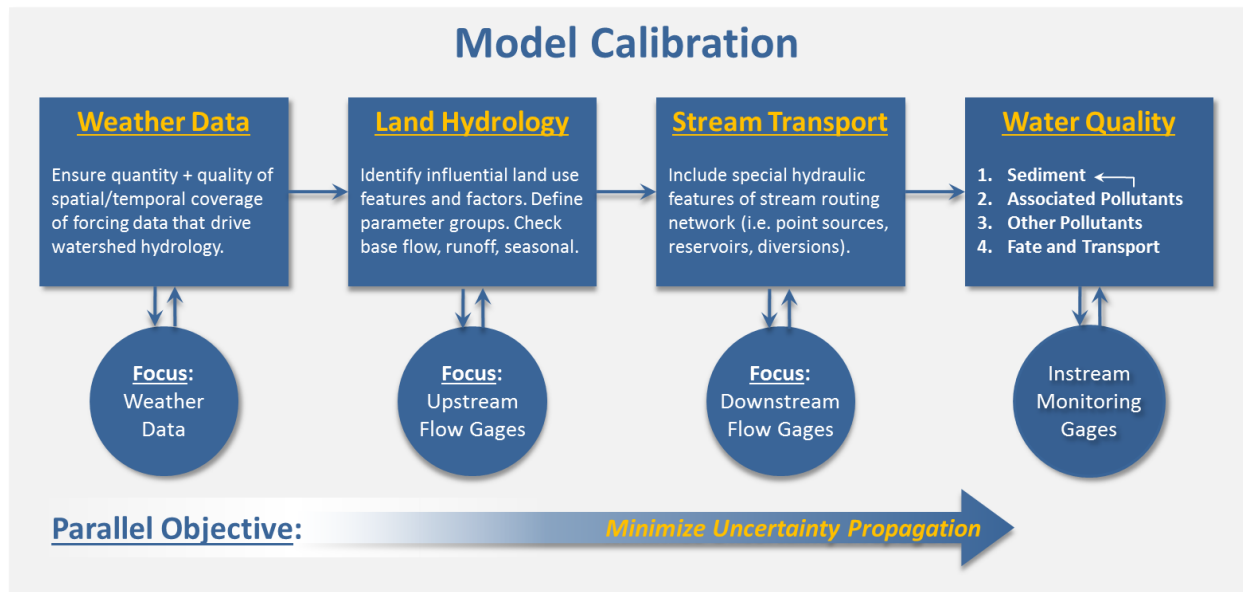 Model Calibration
Weather Data
Ensure quantity + quality of
spatial/temporal coverage
of forcing data that drive
watershed hydrology.
Land Hydrology
Identify influential land use
features and factors. Define
parameter groups. Check
base flow, runoff, seasonal.
Stream Transport
Include special hydraulic
features of stream routing
network (i.e. point sources,
reservoirs, diversions).
Water Quality
1. Sediment
2. Associated Pollutants
3. Other Pollutants
4. Fate and Transport
Focus:
Weather
Data
Focus:
Upstream
Flow Gages
Focus:
Downstream
Flow Gages
Instream
Monitoring
Gages
Parallel Objective:
Minimize Uncertainty Propagation